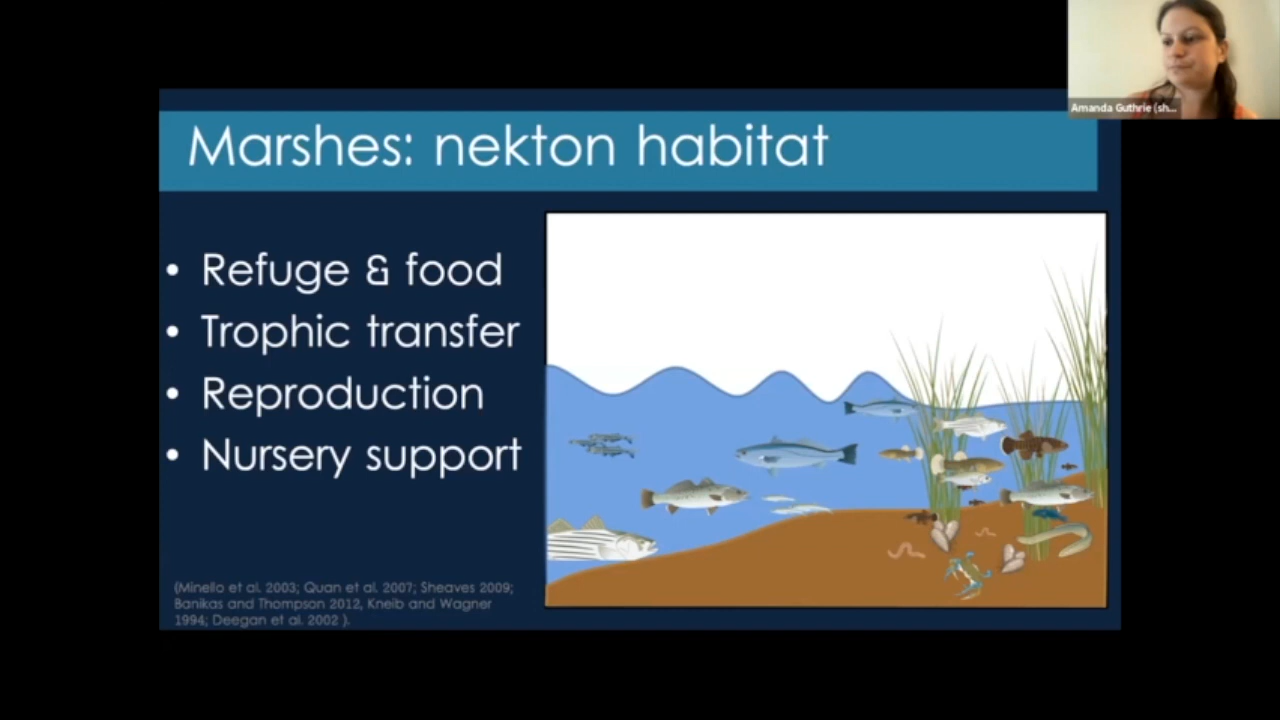 Amanda Guthrie (sh...
Marshes: nekton habitat
• Refuge & food
• Trophic transfer
• Reproduction
• Nursery support
(Minello et al. 2003; Quan et al. 2007; Sheaves 2009;
Banikas and Thompson 2012, Kneib and Wagner
1994; Deegan et al. 2002 ).